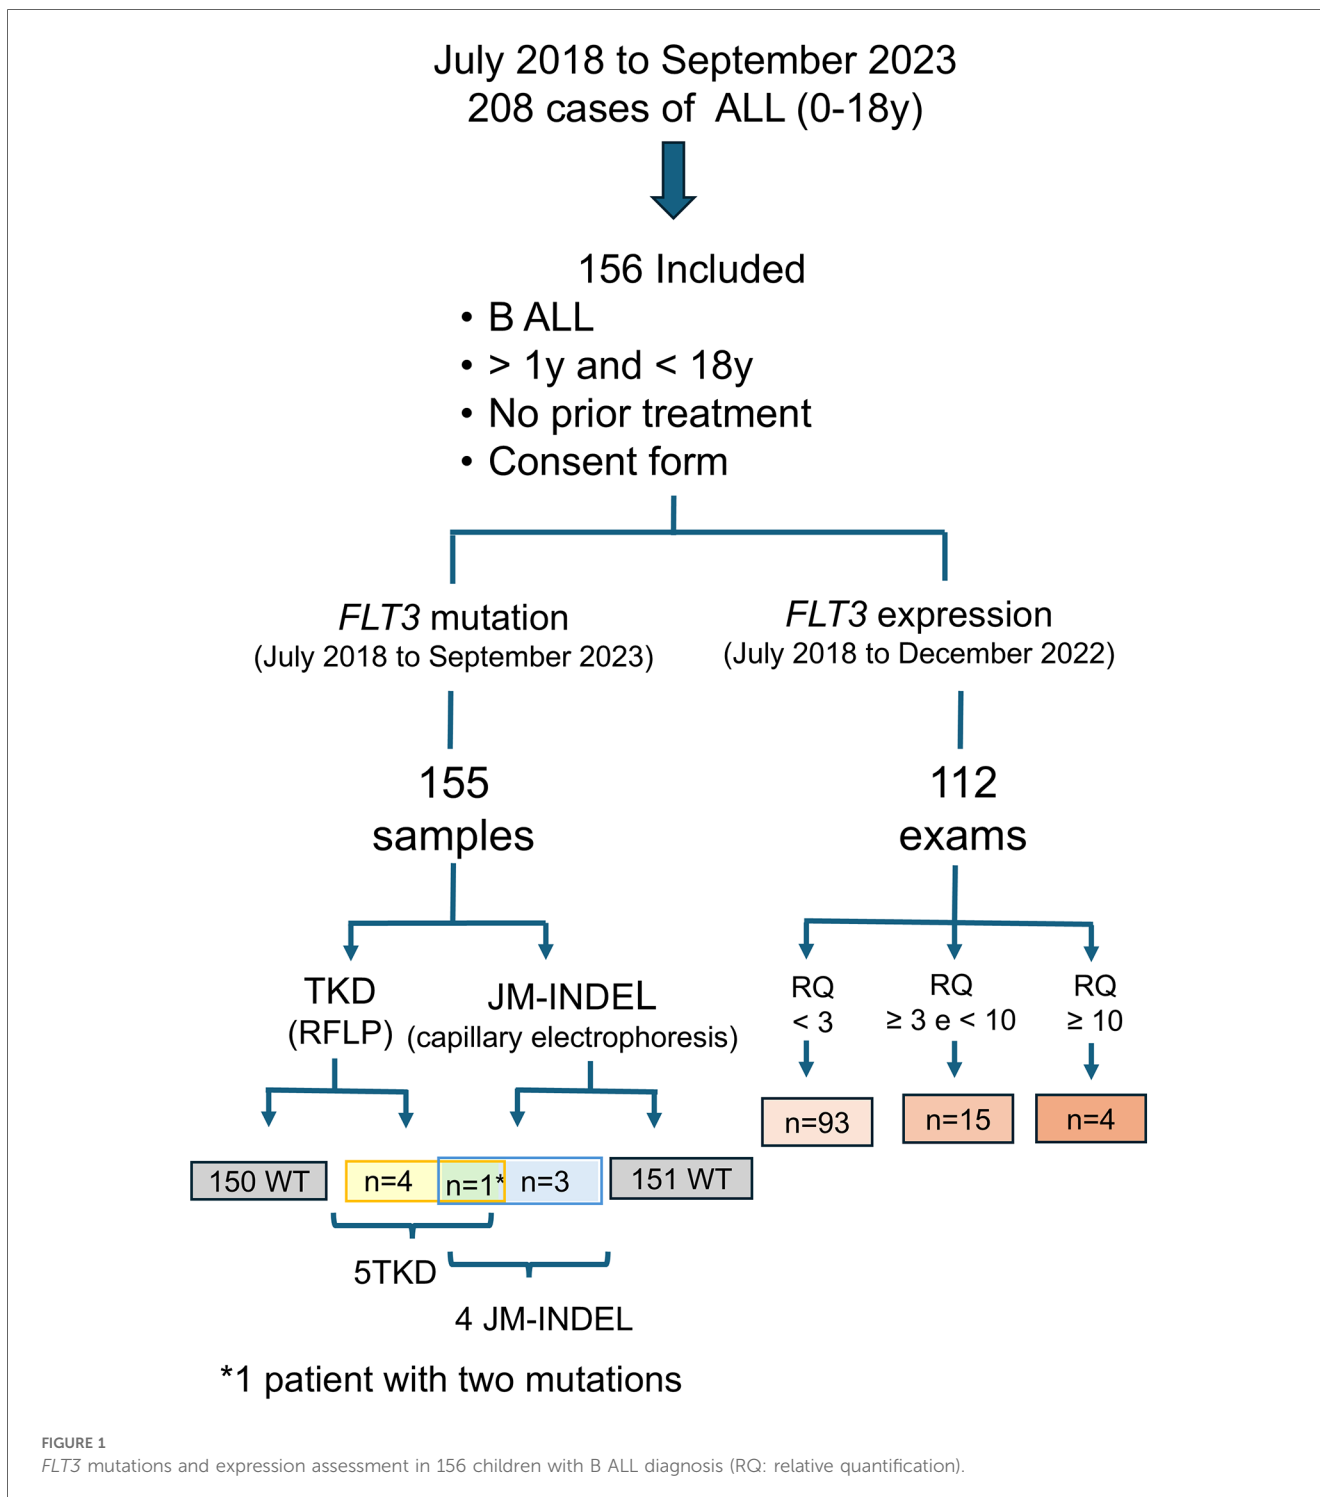 July 2018 to September 2023
208 cases of ALL (0-18y)
156 Included
• B ALL
• > 1y and < 18y
• No prior treatment
• Consent form
FLT3 mutation
(July 2018 to September 2023)
FLT3 expression
(July 2018 to December 2022)
155
samples
112
exams
TKD
(RFLP)
JM-INDEL
(capillary electrophoresis)
RQ
< 3
RQ
≥ 3 e < 10
RQ
≥ 10
n=93
n=15
n=4
150 WT
n=4
n=1*
n=3
151 WT
5TKD
4 JM-INDEL
*1 patient with two mutations
FIGURE 1
FLT3 mutations and expression assessment in 156 children with B ALL diagnosis (RQ: relative quantification).